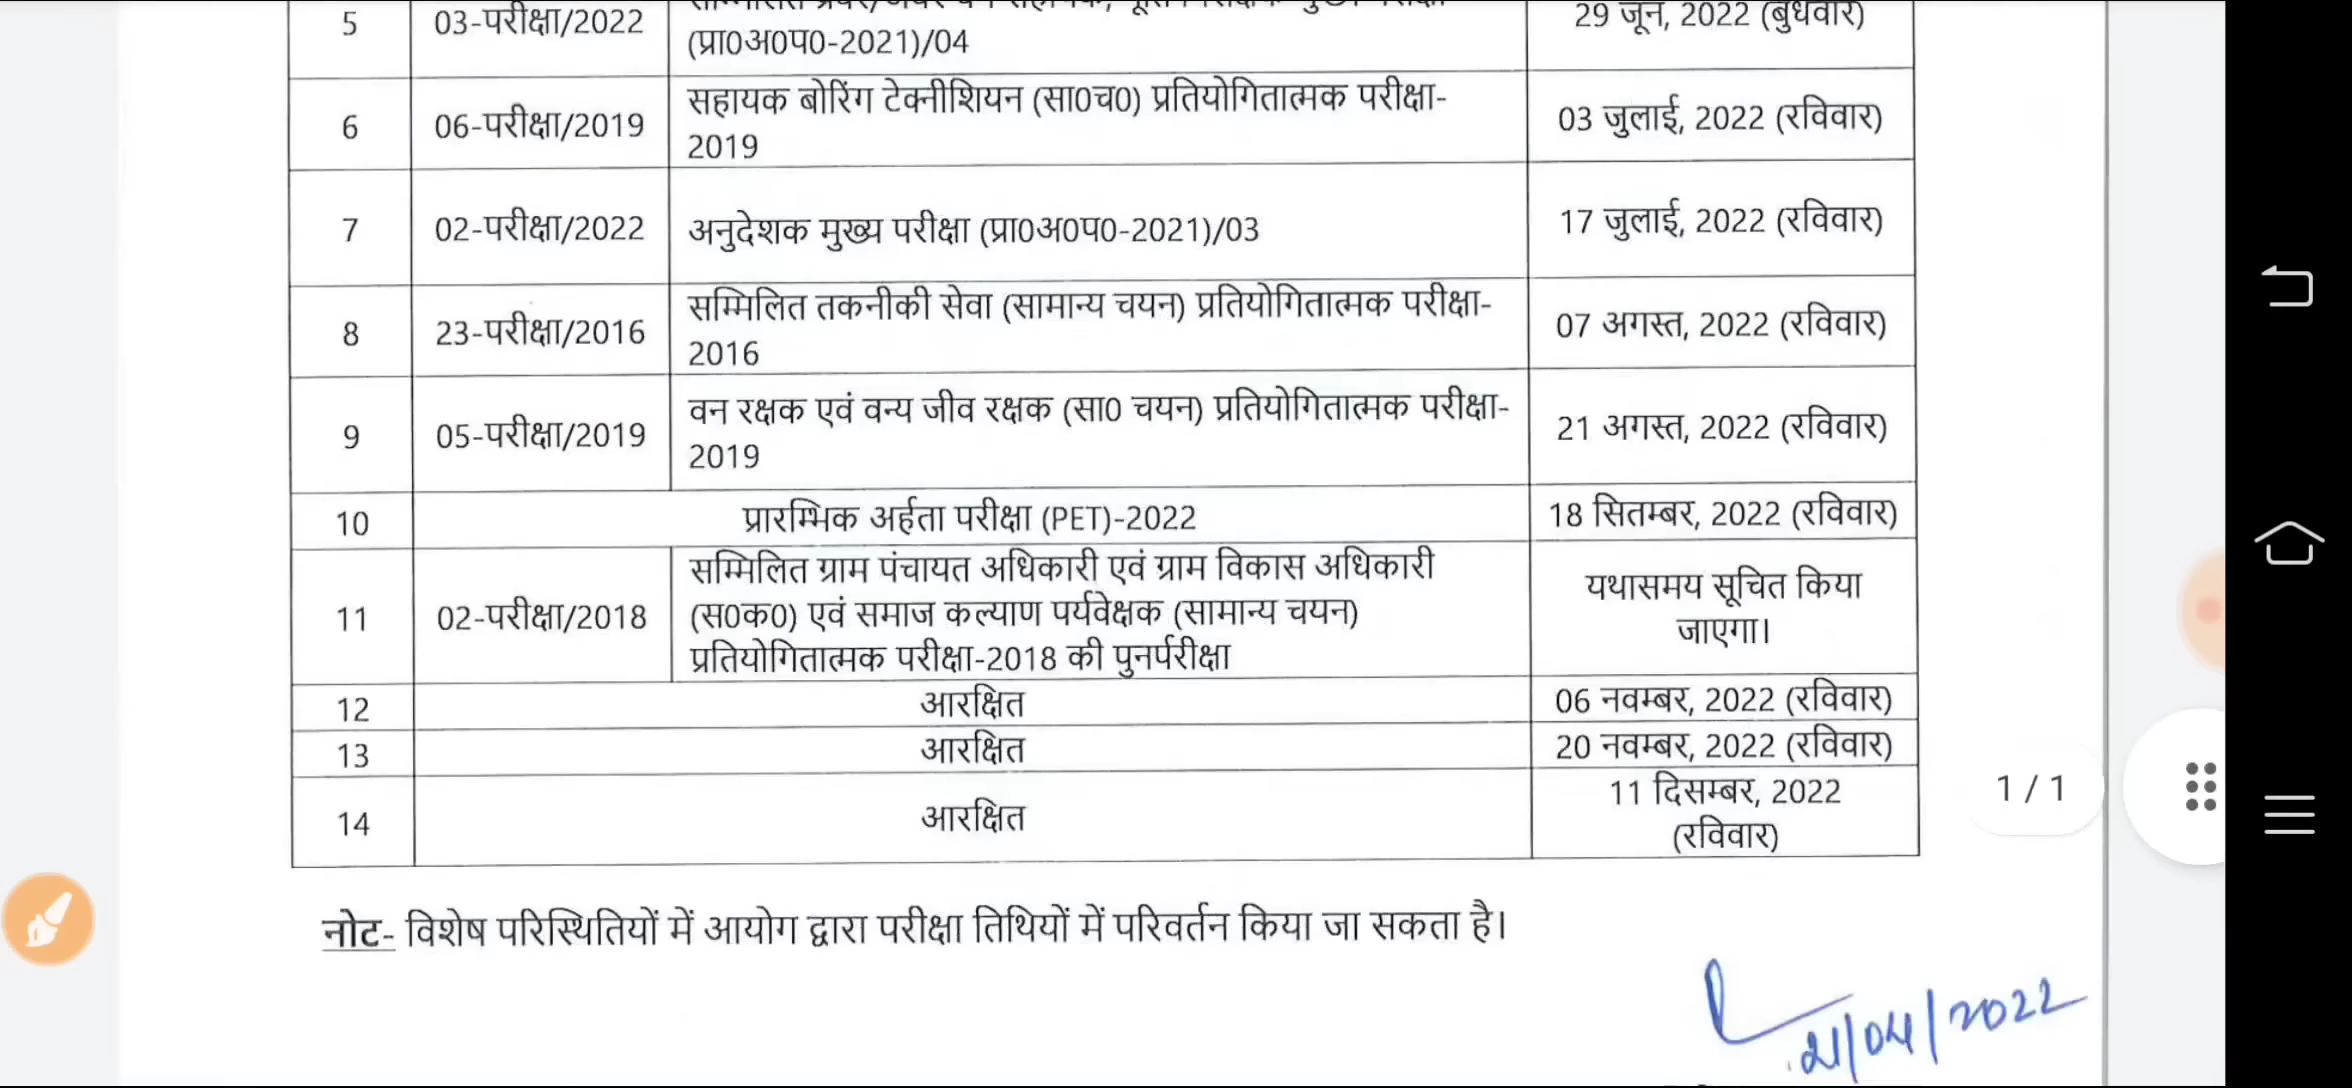 5 03-परीक्षा/2022 29 जून, 2022 (बुधवार)
(प्रा0अ0प0-2021)/04
6 06-परीक्षा/2019 सहायक बोरिंग टेक्नीशियन (सा0च0) प्रतियोगितात्मक परीक्षा- 03 जुलाई, 2022 (रविवार)
2019
7 02-परीक्षा/2022 अनुदेशक मुख्य परीक्षा (प्रा0अ0प0-2021)/03 17 जुलाई, 2022 (रविवार)
8 23-परीक्षा/2016 सम्मिलित तकनीकी सेवा (सामान्य चयन) प्रतियोगितात्मक परीक्षा- 07 अगस्त, 2022 (रविवार)
2016
9 05-परीक्षा/2019 वन रक्षक एवं वन्य जीव रक्षक (सा0 चयन) प्रतियोगितात्मक परीक्षा- 21 अगस्त, 2022 (रविवार)
2019
10 प्रारम्भिक अर्हता परीक्षा (PET)-2022 18 सितम्बर, 2022 (रविवार)
11 02-परीक्षा/2018 सम्मिलित ग्राम पंचायत अधिकारी एवं ग्राम विकास अधिकारी यथासमय सूचित किया
(स0क0) एवं समाज कल्याण पर्यवेक्षक (सामान्य चयन) जाएगा।
प्रतियोगितात्मक परीक्षा-2018 की पुनर्परीक्षा
12 आरक्षित 06 नवम्बर, 2022 (रविवार)
13 आरक्षित 20 नवम्बर, 2022 (रविवार)
14 आरक्षित 11 दिसम्बर, 2022
(रविवार)
1 / 1
नोट- विशेष परिस्थितियों में आयोग द्वारा परीक्षा तिथियों में परिवर्तन किया जा सकता है।
21/04/2022